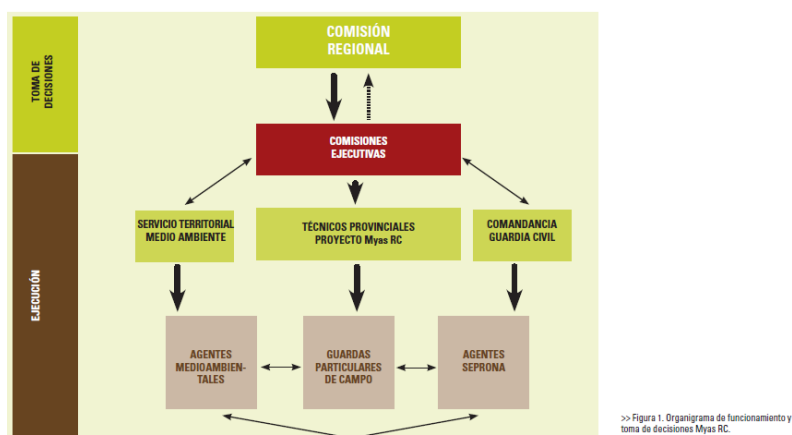 TOMA DE
DECISIONES
COMISIÓN
REGIONAL
COMISIONES
EJECUTIVAS
EJECUCIÓN
SERVICIO TERRITORIAL
MEDIO AMBIENTE
TÉCNICOS PROVINCIALES
PROYECTO Myas RC
COMANDANCIA
GUARDIA CIVIL
AGENTES
MEDIOAMBIEN-
TALES
GUARDAS
PARTICULARES
DE CAMPO
AGENTES
SEPRONA
>> Figura 1. Organigrama de funcionamiento y
toma de decisiones Myas RC.